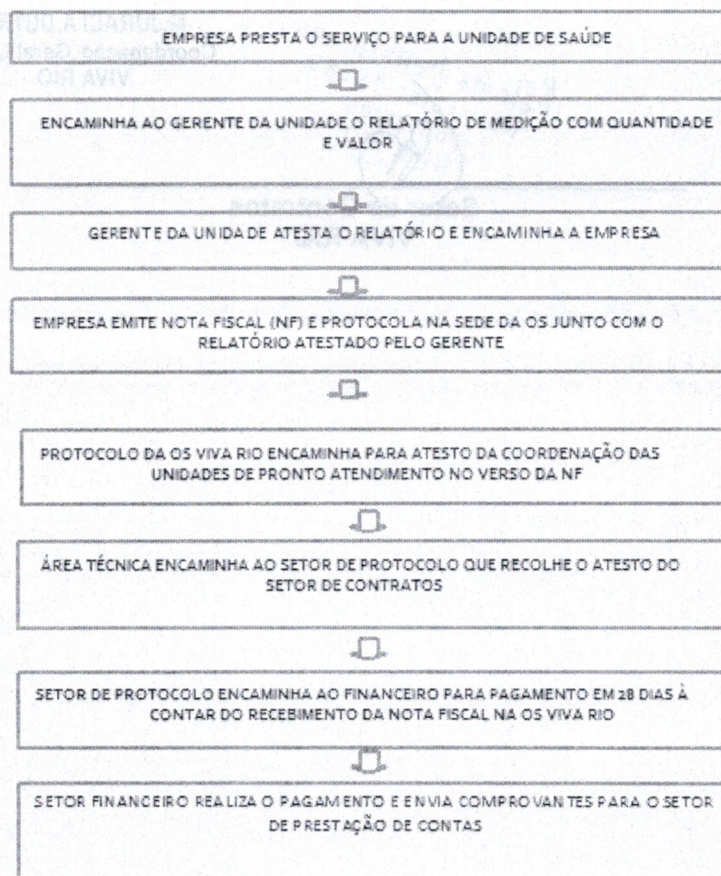 EMPRESA PRESTA O SERVIÇO PARA A UNIDADE DE SAÚDE
ENCAMINHA AO GERENTE DA UNIDADE O RELATÓRIO DE MEDIÇÃO COM QUANTIDADE
E VALOR
GERENTE DA UNIDADE ATESTA O RELATÓRIO E ENCAMINHA A EMPRESA
EMPRESA EMITE NOTA FISCAL (NF) E PROTOCOLA NA SEDE DA OS JUNTO COM O
RELATÓRIO ATESTADO PELO GERENTE
PROTOCOLO DA OS VIVA RIO ENCAMINHA PARA ATESTO DA COORDENAÇÃO DAS
UNIDADES DE PRONTO ATENDIMENTO NO VERSO DA NF
ÁREA TÉCNICA ENCAMINHA AO SETOR DE PROTOCOLO QUE RECOLHE O ATESTO DO
SETOR DE CONTRATOS
SETOR DE PROTOCOLO ENCAMINHA AO FINANCEIRO PARA PAGAMENTO EM 28 DIAS À
CONTAR DO RECEBIMENTO DA NOTA FISCAL NA OS VIVA RIO
SETOR FINANCEIRO REALIZA O PAGAMENTO E ENVIA COMPROVANTES PARA O SETOR
DE PRESTAÇÃO DE CONTAS